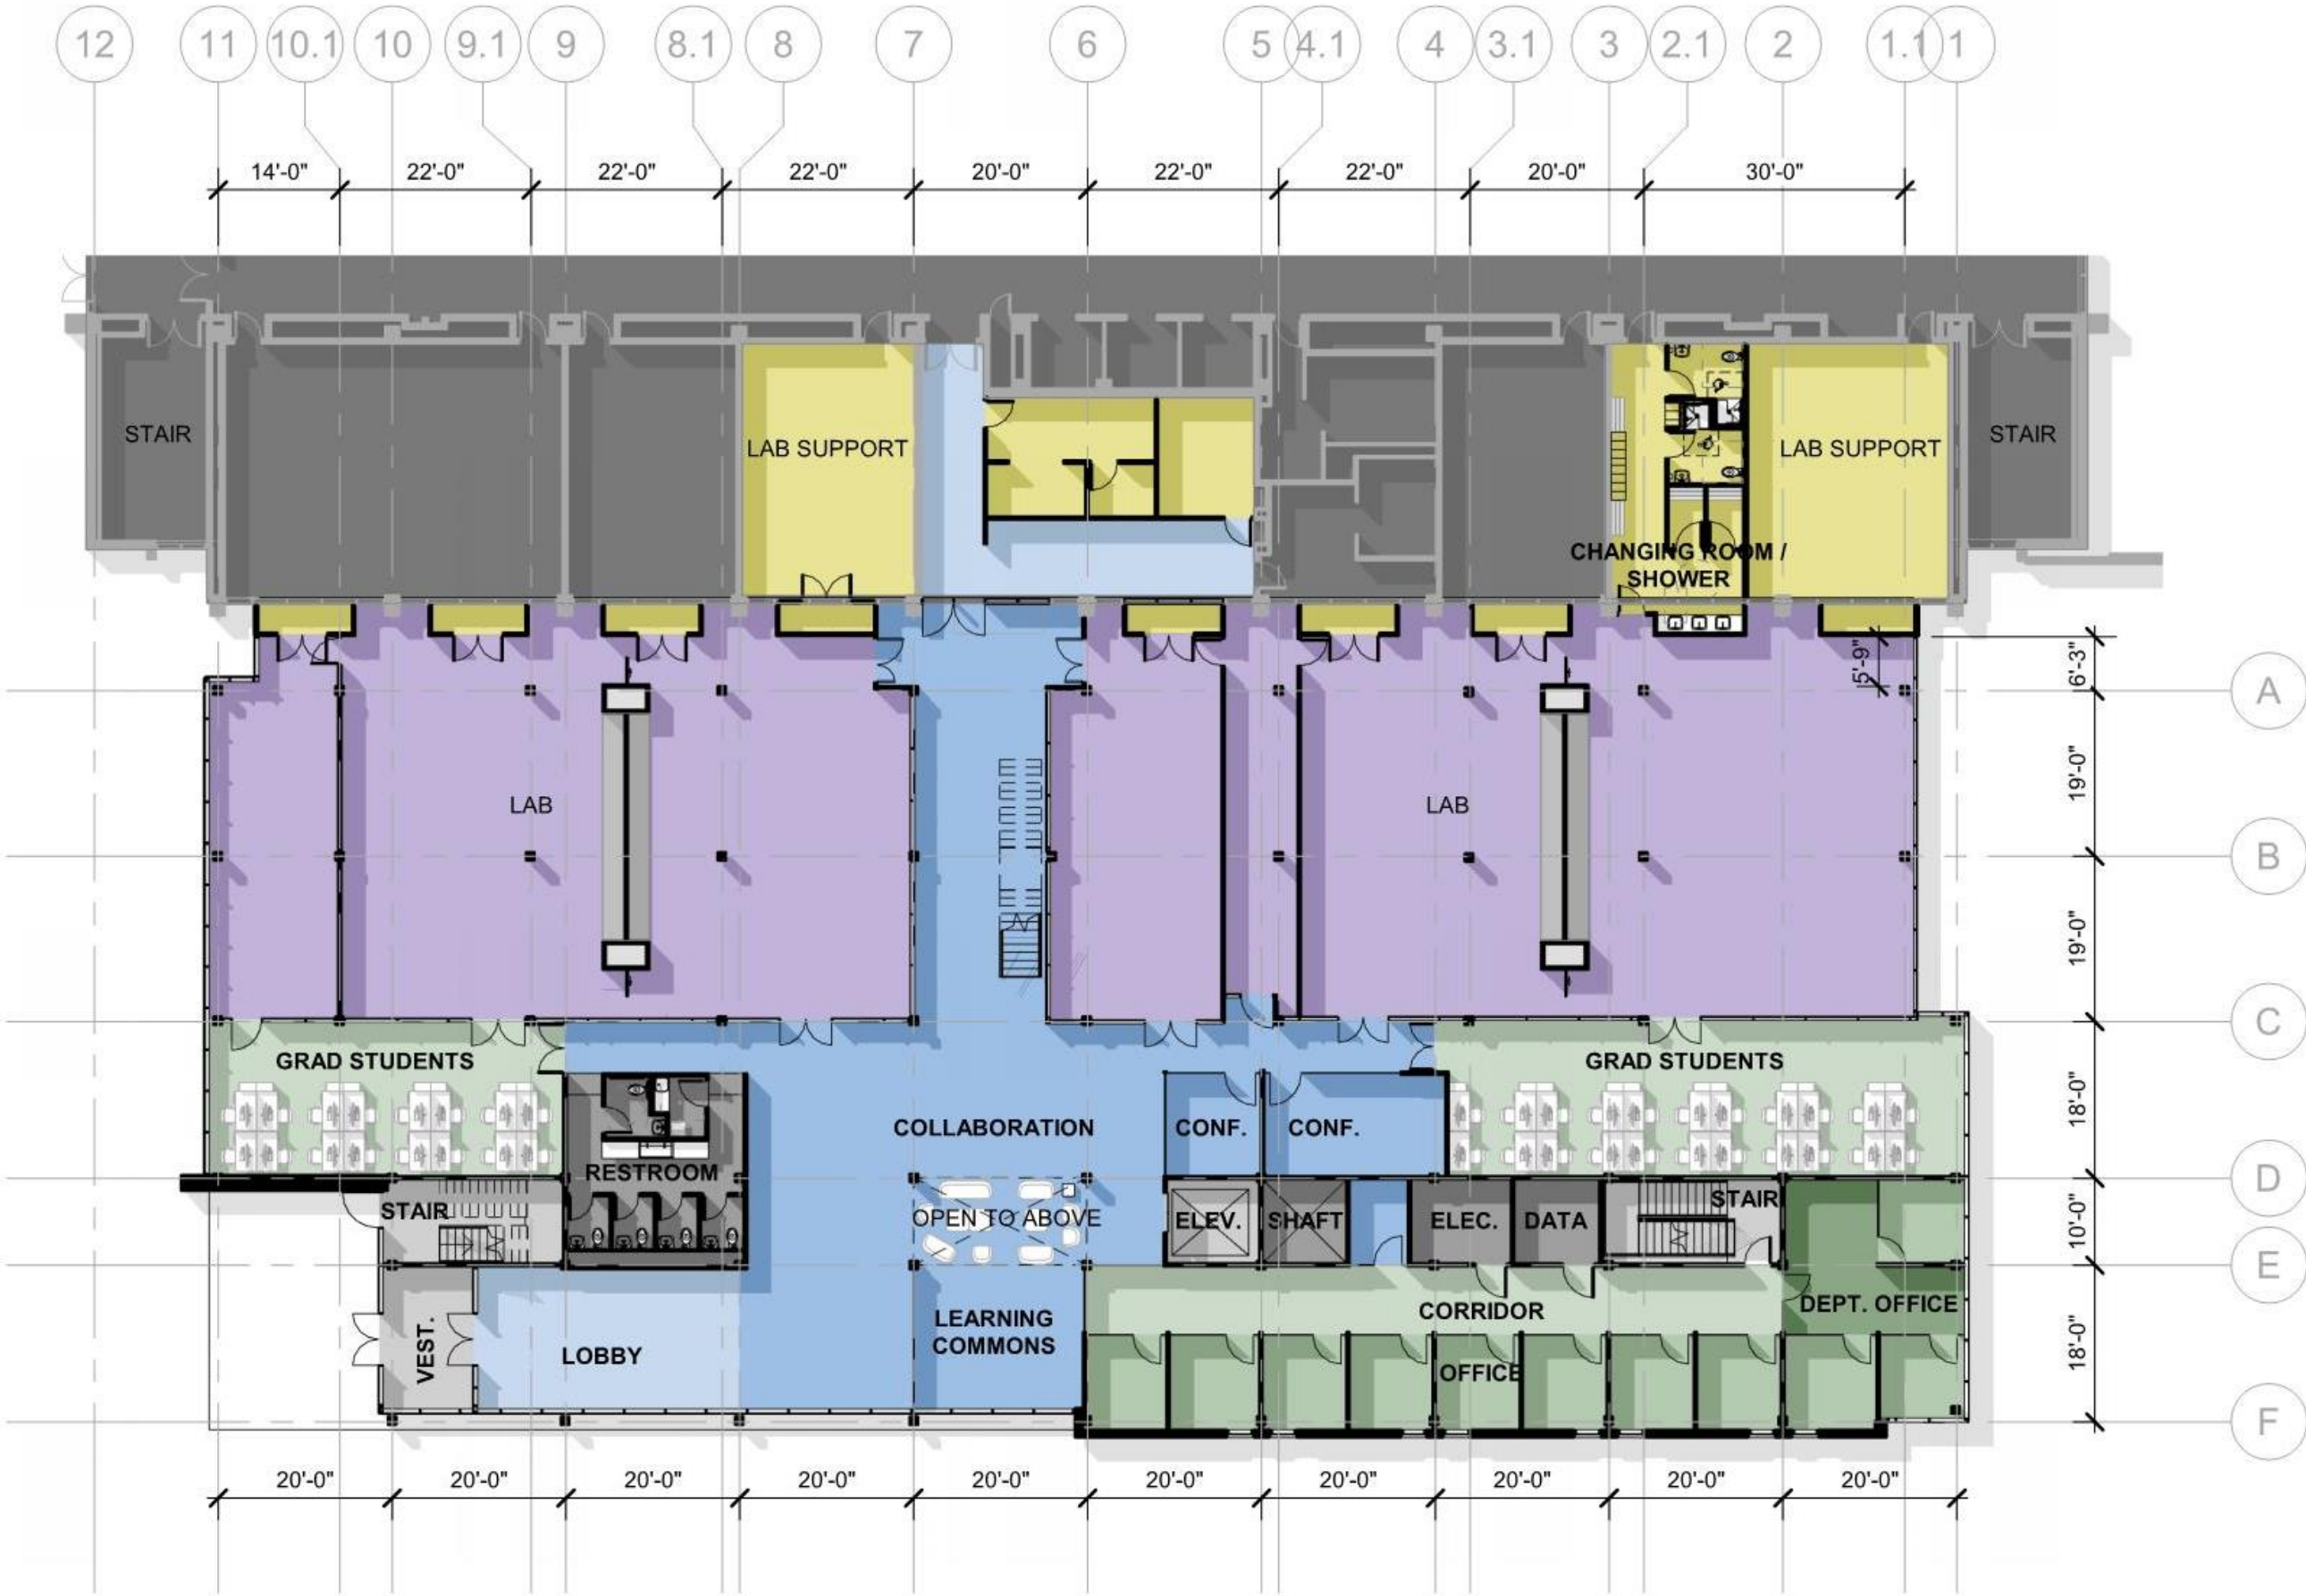 12
11
10.1
10
9.1
9
8.1
8
7
6
5
4.1
4
3.1
3
2.1
2
1.1
1
14'-0"
22'-0"
22'-0"
22'-0"
20'-0"
22'-0"
22'-0"
20'-0"
30'-0"
STAIR
LAB SUPPORT
LAB SUPPORT
STAIR
CHANGING ROOM /
SHOWER
5'-9"
6'-3"
A
19'-0"
LAB
LAB
B
19'-0"
C
GRAD STUDENTS
GRAD STUDENTS
18'-0"
COLLABORATION
CONF.
CONF.
RESTROOM
D
STAIR
OPEN TO ABOVE
ELEV.
SHAFT
ELEC.
DATA
STAIR
10'-0"
E
VEST.
LOBBY
LEARNING
COMMONS
CORRIDOR
DEPT. OFFICE
OFFICE
18'-0"
F
20'-0"
20'-0"
20'-0"
20'-0"
20'-0"
20'-0"
20'-0"
20'-0"
20'-0"
20'-0"